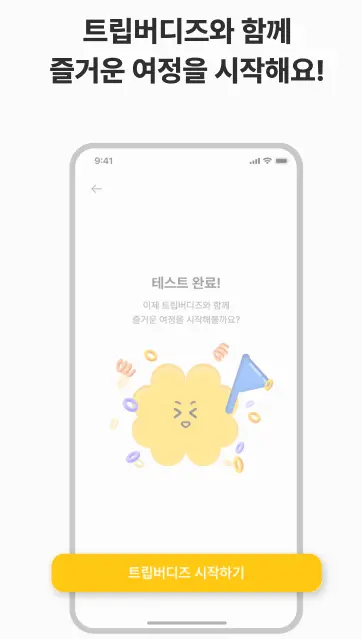 트립버디즈와 함께
즐거운 여정을 시작해요!
9:41
테스트 완료!
이제 트립버디즈와 함께
즐거운 여정을 시작해볼까요?
트립버디즈 시작하기